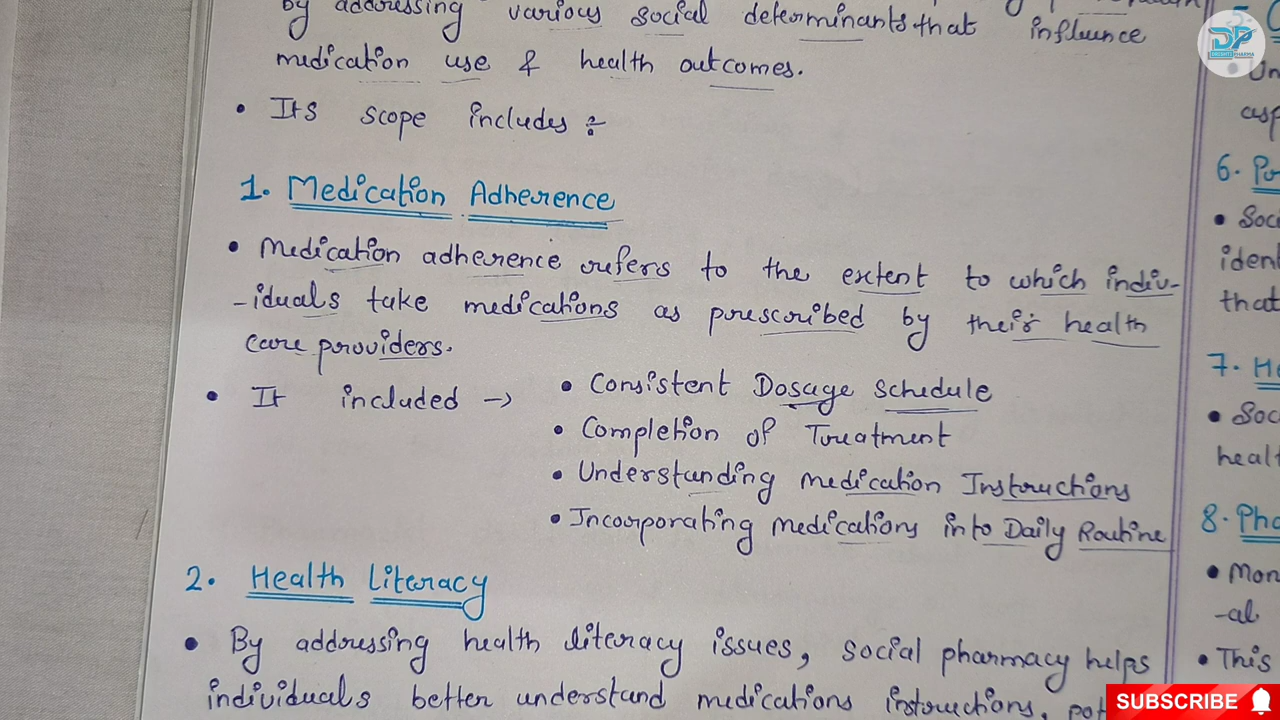 by addressing various social determinants that influence
medication use & health outcomes.
• Its scope includes :
1. Medication Adherence
• Medication adherence refers to the extent to which indiv-
-iduals take medications as prescribed by their health
care providers.
• It included → • Consistent Dosage Schedule
• Completion of Treatment
• Understanding medication Instructions
• Incorporating medications into Daily Routine
2. Health Literacy
• By addressing health literacy issues, social pharmacy helps
individuals better understand medications instructions,
6.
• Soc
iden
that
7. He
• Soc
healt
8. Pha
• Mon
-al
• This
DP
SUBSCRIBE